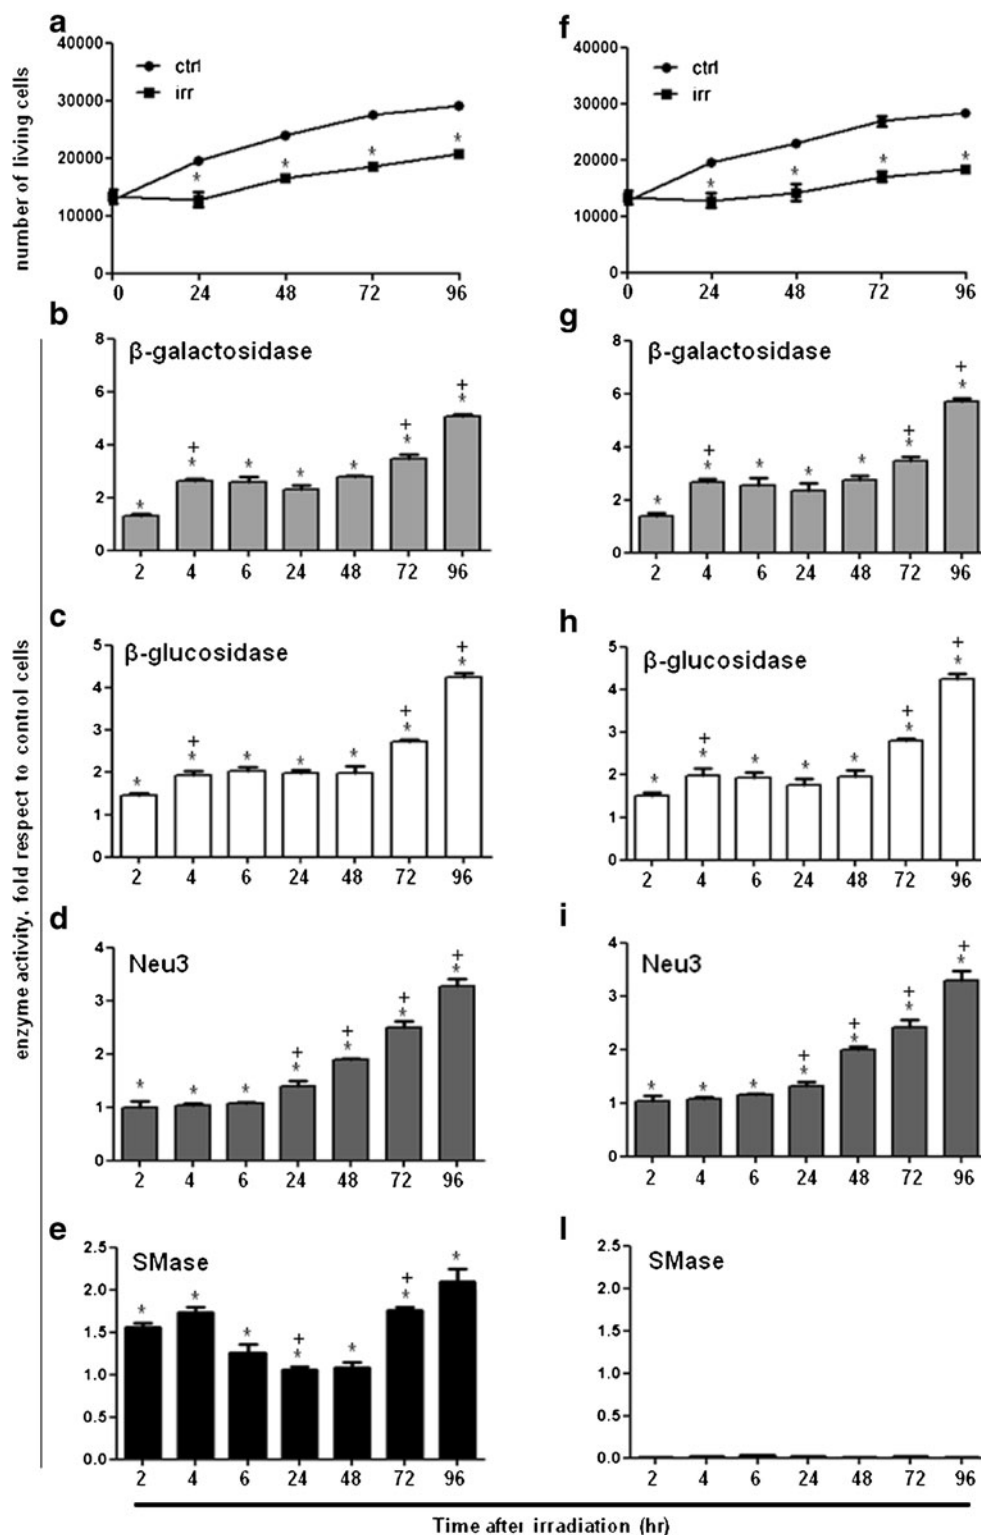 a
number of living cells
40000
30000
20000
10000
0
ctrl
irr
* * * *
0 24 48 72 96
f
40000
30000
20000
10000
0
ctrl
irr
* * * *
0 24 48 72 96
enzyme activity, fold respect to control cells
b
β-galactosidase
8
6
4
2
0
+ + +
* * * * * * *
2 4 6 24 48 72 96
g
β-galactosidase
8
6
4
2
0
+ + +
* * * * * * *
2 4 6 24 48 72 96
c
β-glucosidase
5
4
3
2
1
0
+ + +
* * * * * * *
2 4 6 24 48 72 96
h
β-glucosidase
5
4
3
2
1
0
+ + +
* * * * * * *
2 4 6 24 48 72 96
d
Neu3
4
3
2
1
0
+ + + +
* * * * * * *
2 4 6 24 48 72 96
i
Neu3
4
3
2
1
0
+ + + +
* * * * * * *
2 4 6 24 48 72 96
e
SMase
2.5
2.0
1.5
1.0
0.5
0.0
+ +
* * * * * * *
2 4 6 24 48 72 96
l
SMase
2.5
2.0
1.5
1.0
0.5
0.0
2 4 6 24 48 72 96
Time after irradiation (hr)